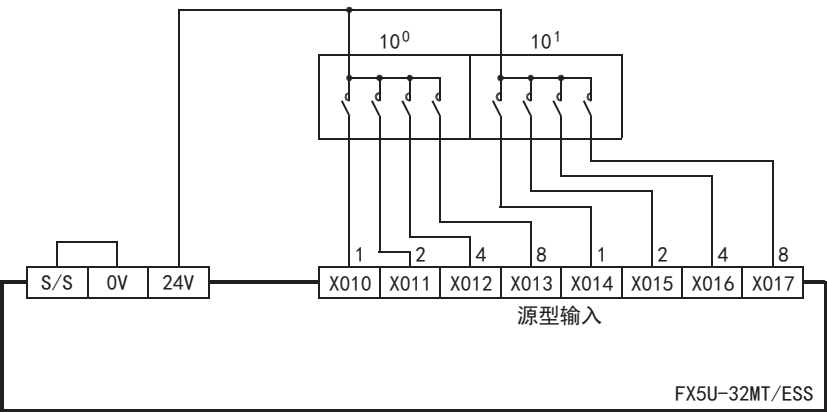 10⁰ 10¹
1 2 4 8 1 2 4 8
S/S 0V 24V X010 X011 X012 X013 X014 X015 X016 X017
源型输入
FX5U-32MT/ESS